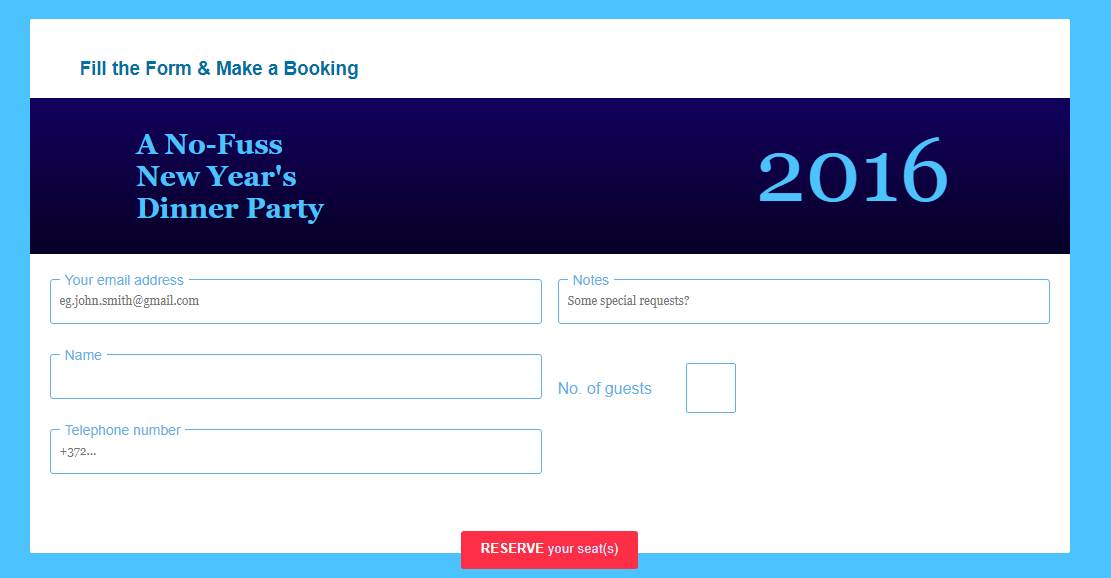 Fill the Form & Make a Booking
A No-Fuss
New Year's
Dinner Party
2016
Your email address
eg.john.smith@gmail.com
Notes
Some special requests?
Name
No. of guests
Telephone number
+372...
RESERVE your seat(s)